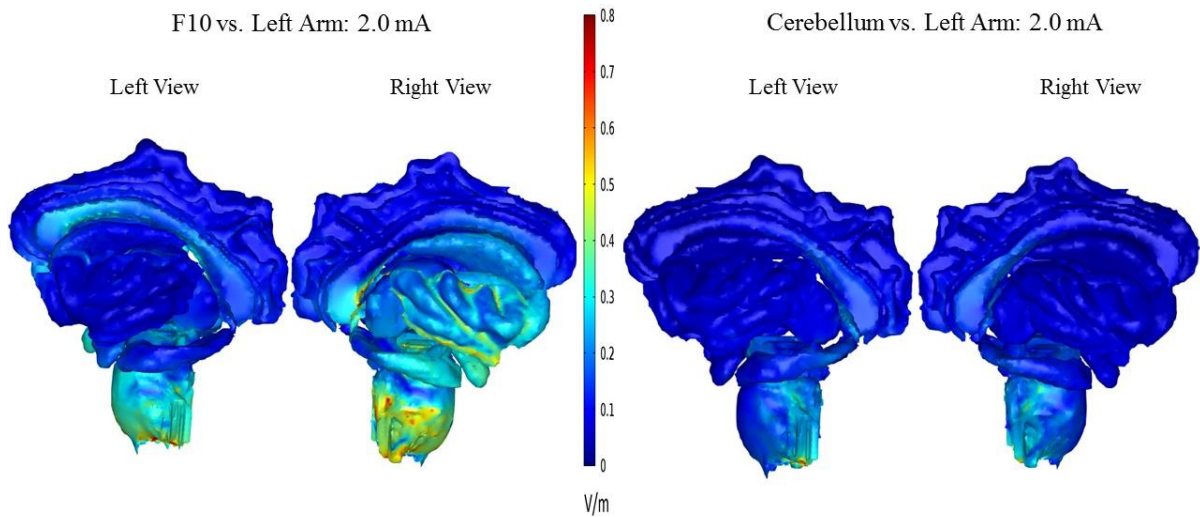 F10 vs. Left Arm: 2.0 mA
Left View
Right View
0.8
0.7
0.6
0.5
0.4
0.3
0.2
0.1
0
V/m
Cerebellum vs. Left Arm: 2.0 mA
Left View
Right View